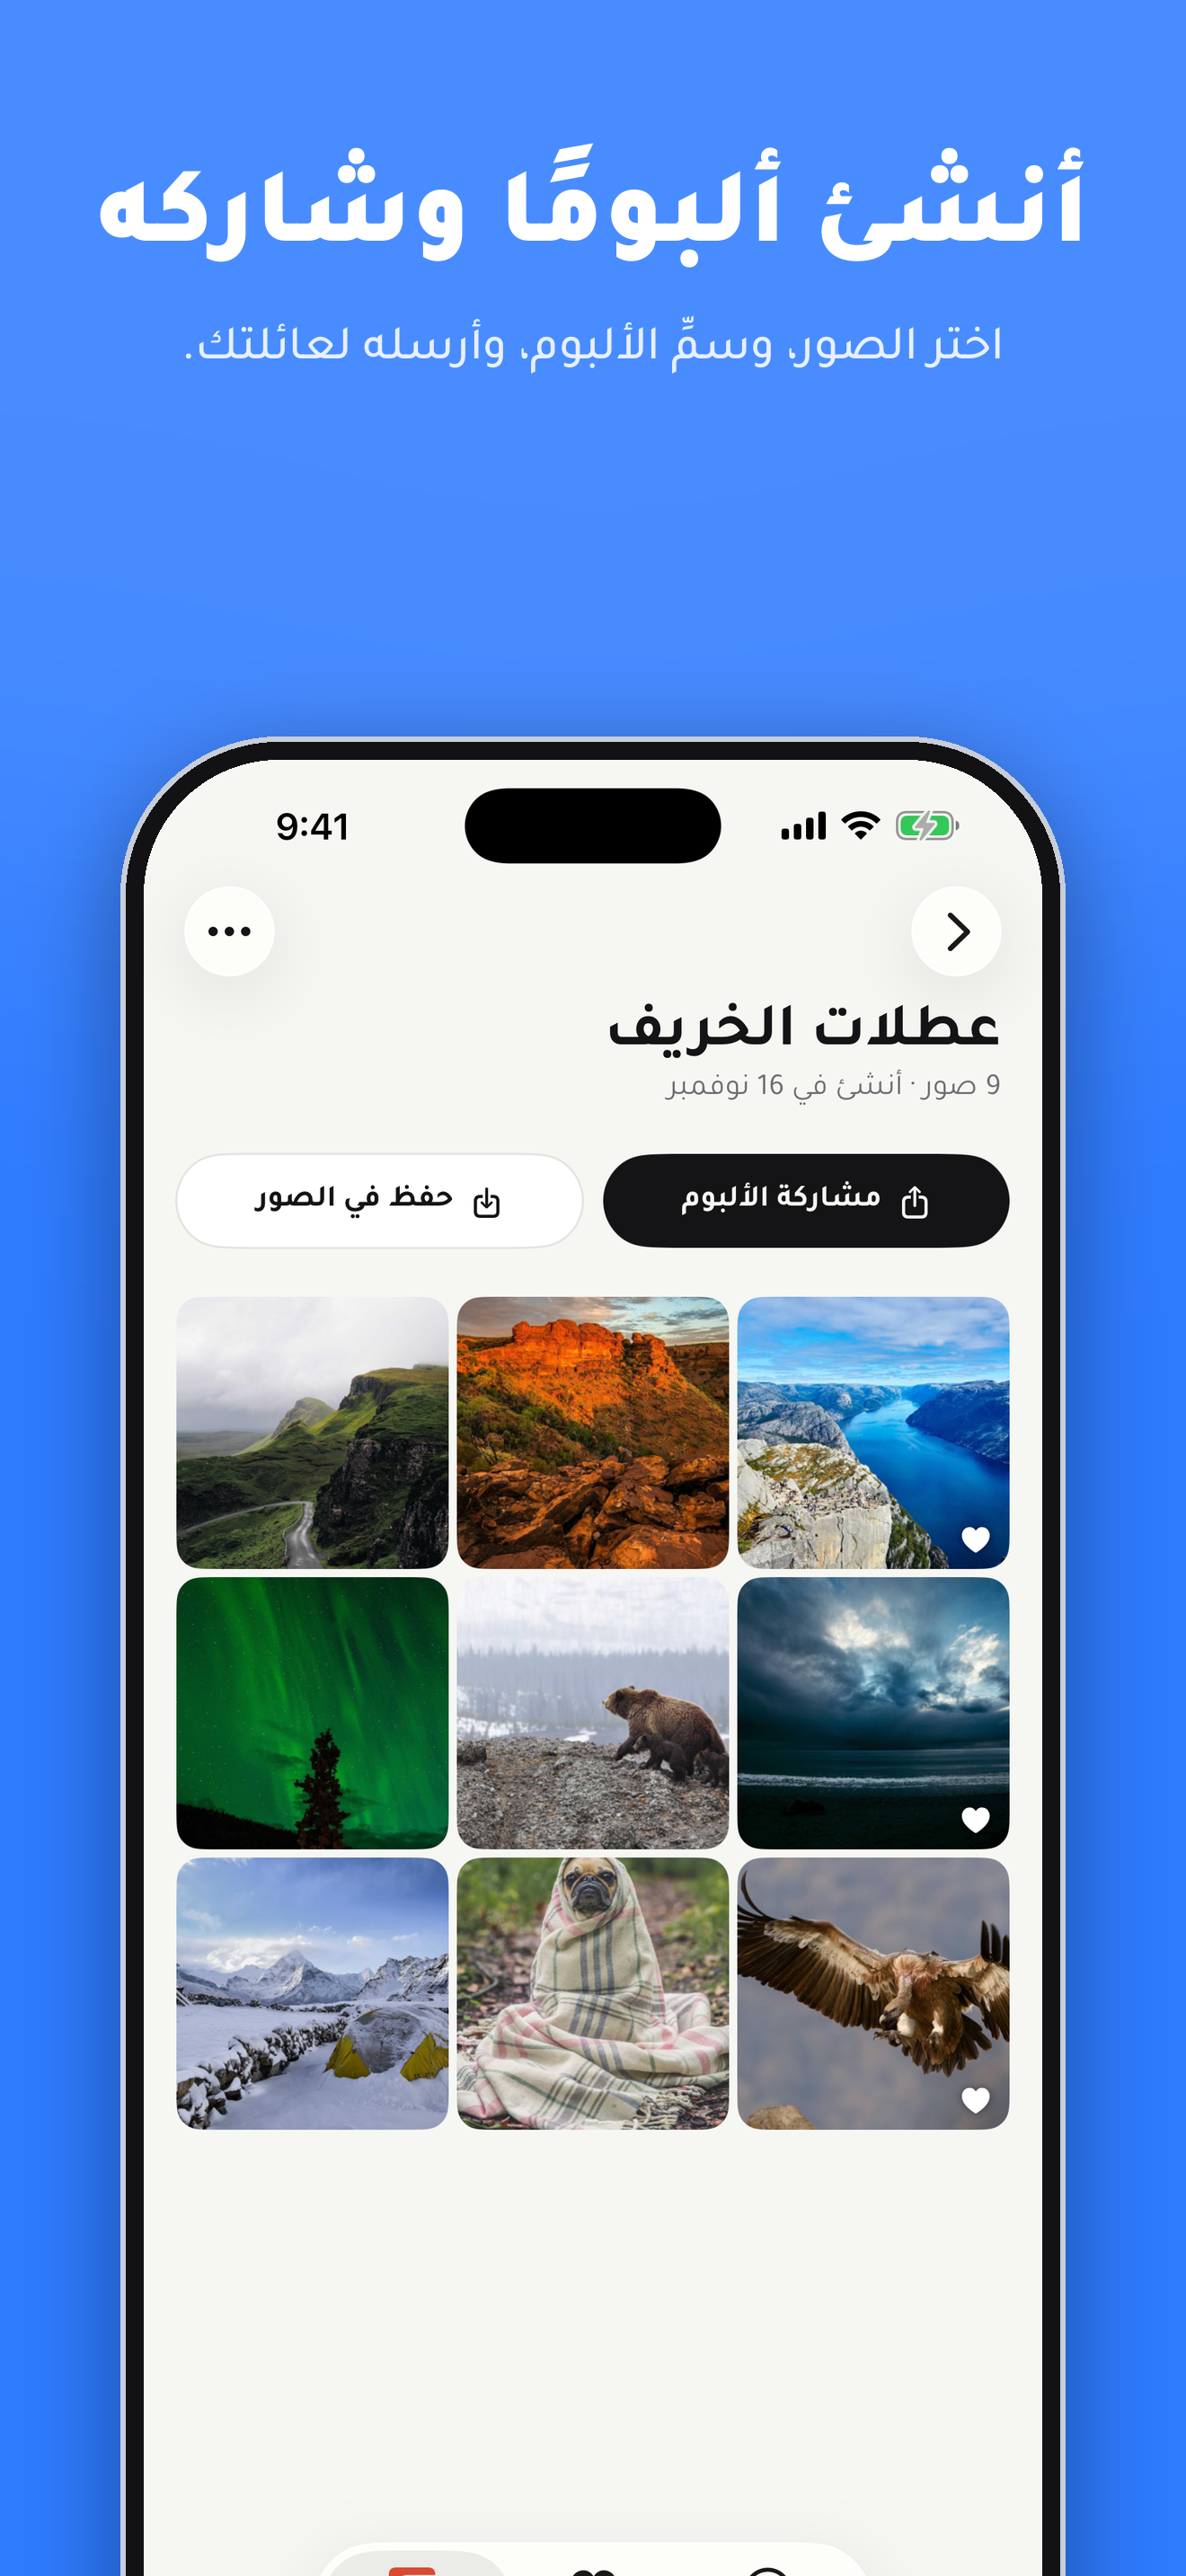 أنشئ ألبومًا وشاركه
اختر الصور، وسمِّ الألبوم، وأرسله لعائلتك.
9:41
عطلات الخريف
9 صور · أنشئ في 16 نوفمبر
مشاركة الألبوم
حفظ في الصور